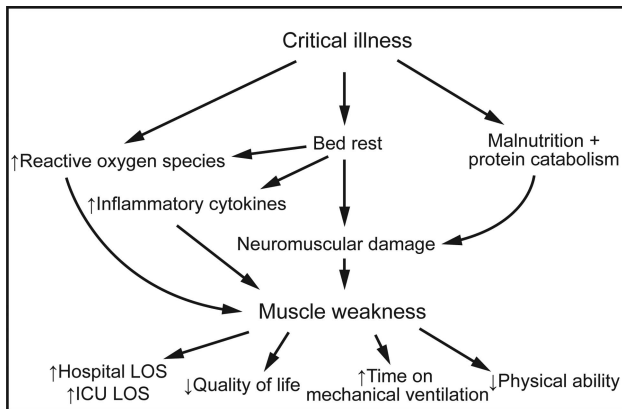 Critical illness
Bed rest
Malnutrition +
protein catabolism
↑Reactive oxygen species
↑Inflammatory cytokines
Neuromuscular damage
Muscle weakness
↑Hospital LOS
↑ICU LOS
↓Quality of life
↑Time on
mechanical ventilation
↓Physical ability